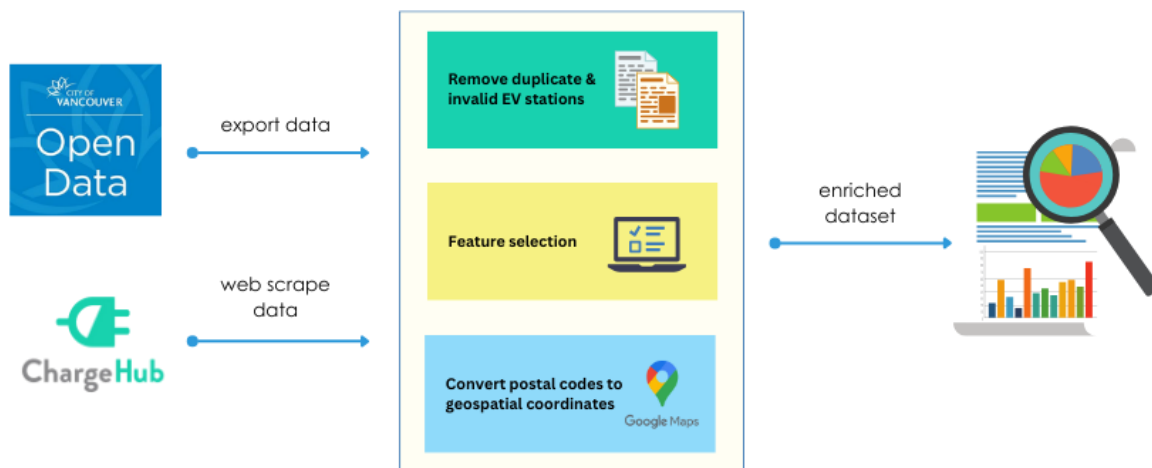 CITY OF
VANCOUVER
Open
Data
export data
ChargeHub
web scrape
data
Remove duplicate &
invalid EV stations
Feature selection
Convert postal codes to
geospatial coordinates
Google Maps
enriched
dataset